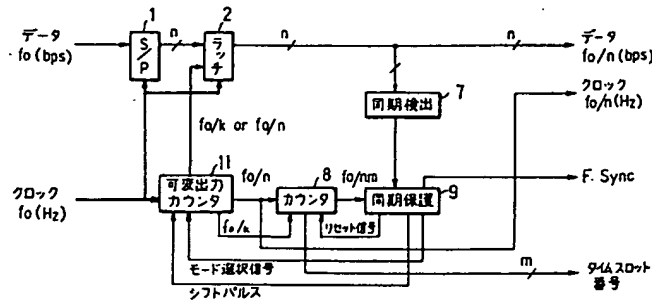 データ
fo(bps)
1
S/P
n
2
ラッチ
n
n
データ
fo/n(bps)
7
同期検出
クロック
fo/n(Hz)
fo/k or fo/n
クロック
fo(Hz)
11
可変出力
カウンタ
fo/n
fo/k
8
カウンタ
fo/nm
9
同期保護
リセット信号
F. Sync
モード選択信号
シフトパルス
m
タイムスロット
番号